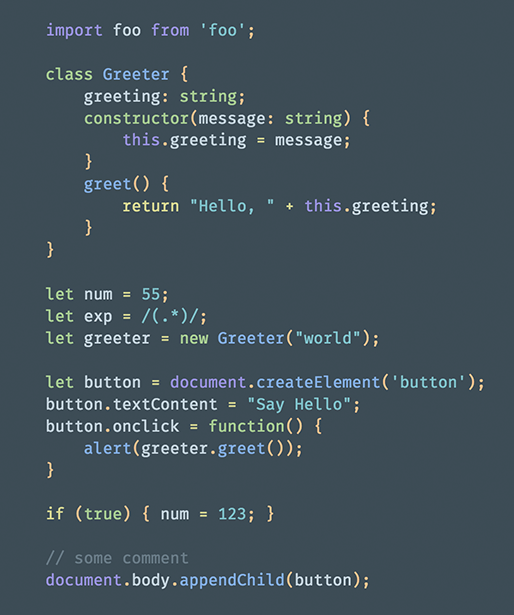 import foo from 'foo';

class Greeter {
    greeting: string;
    constructor(message: string) {
        this.greeting = message;
    }
    greet() {
        return "Hello, " + this.greeting;
    }
}

let num = 55;
let exp = /(.*)/;
let greeter = new Greeter("world");

let button = document.createElement('button');
button.textContent = "Say Hello";
button.onclick = function() {
    alert(greeter.greet());
}

if (true) { num = 123; }

// some comment
document.body.appendChild(button);